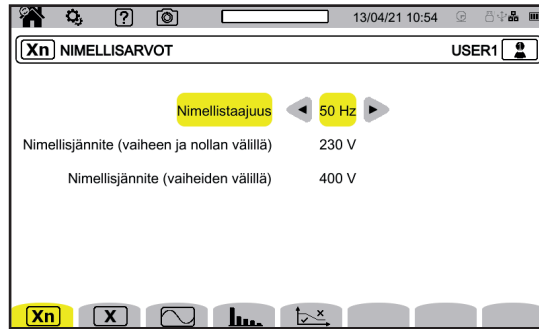 13/04/21 10:54
Xn NIMELLISARVOT USER1
Nimellistaajuus 50 Hz
Nimellisjännite (vaiheen ja nollan välillä) 230 V
Nimellisjännite (vaiheiden välillä) 400 V
Xn X